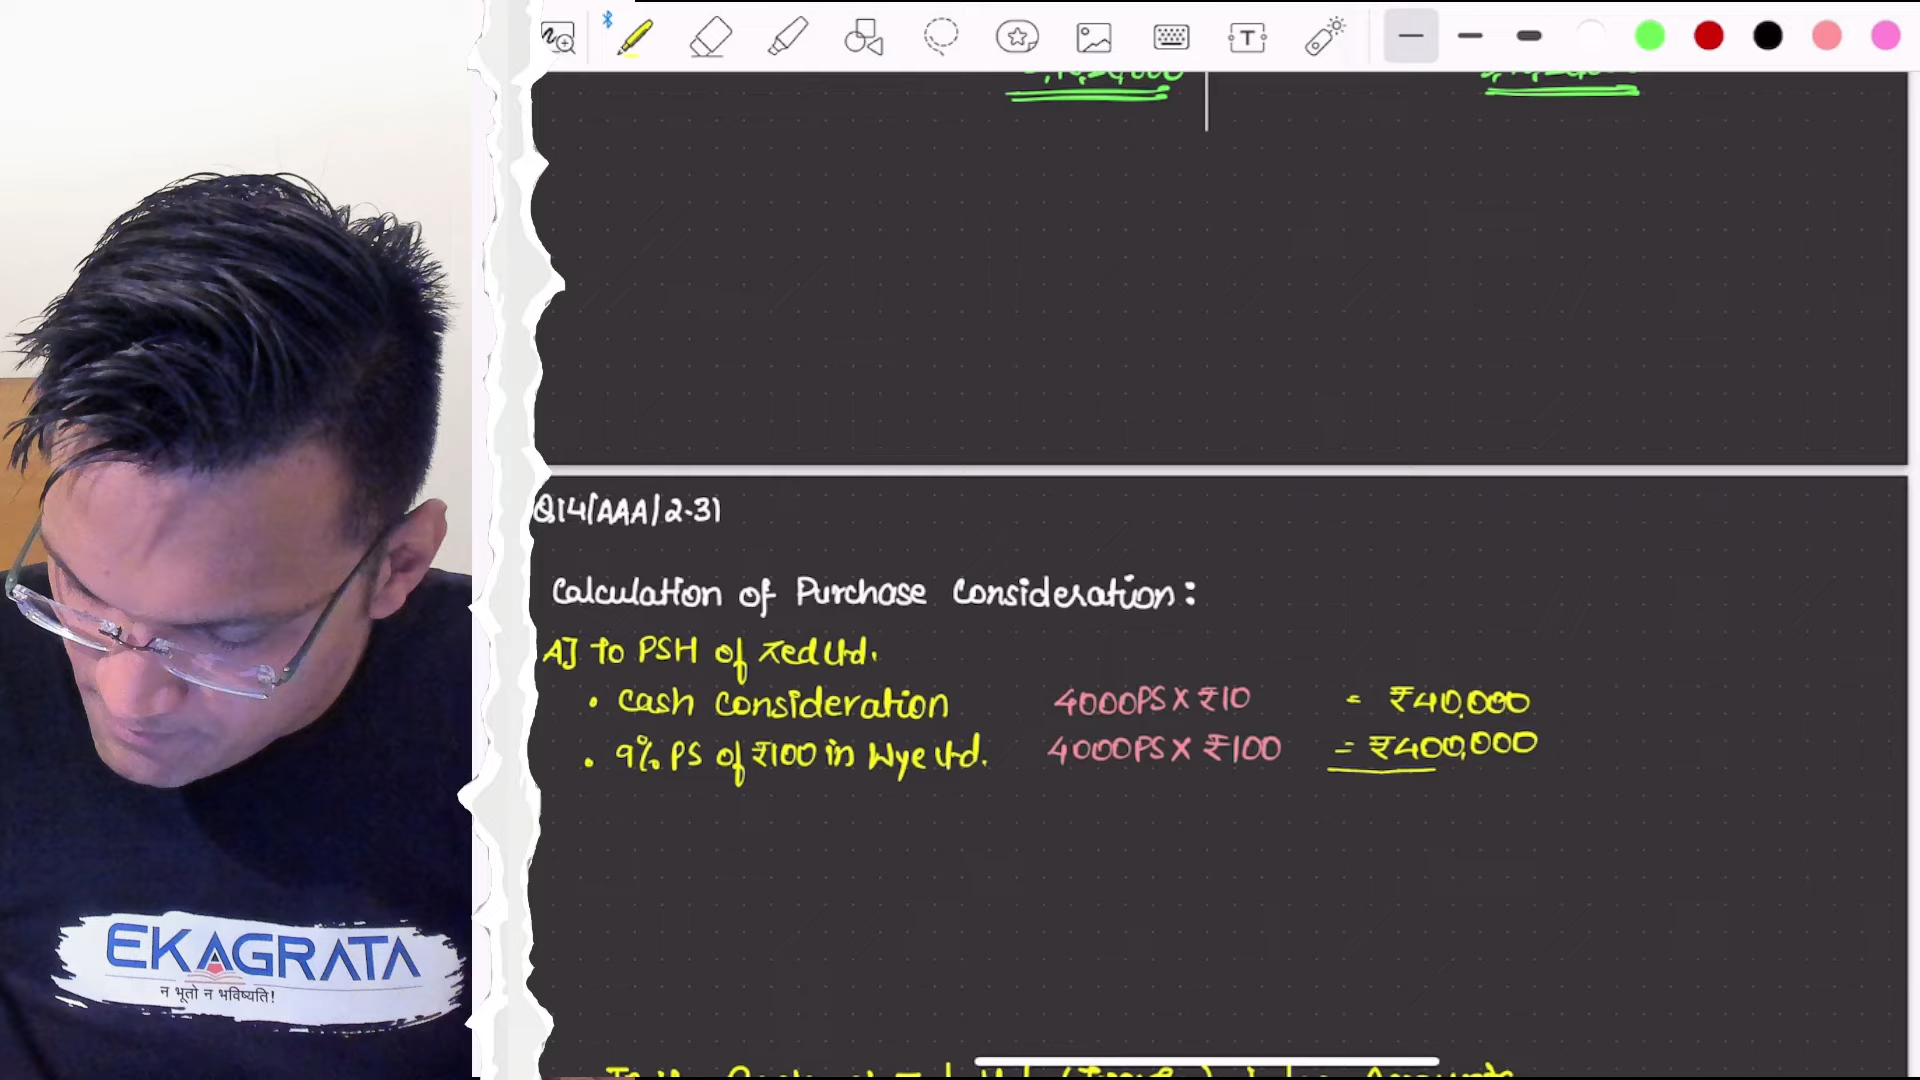 Q14/AAA/2.31
Calculation of Purchase Consideration:
A] To PSH of Zed Ltd.
• Cash Consideration 4000PS X ₹10 = ₹40,000
• 9% PS of ₹100 in Wye Ltd. 4000PS X ₹100 = ₹400,000
EKAGRATA
न भूतो न भविष्यति!